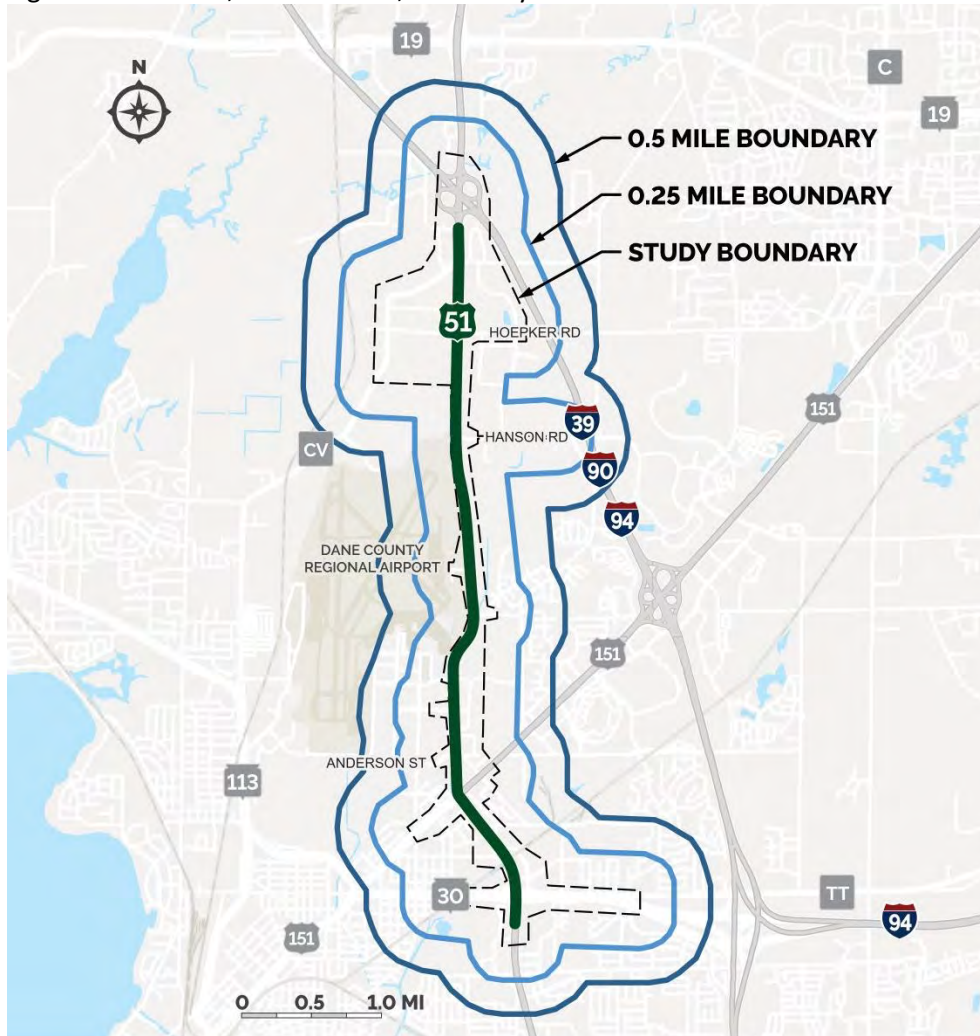 19
N
C
19
0.5 MILE BOUNDARY
0.25 MILE BOUNDARY
STUDY BOUNDARY
51
HOEPKER RD
39
151
HANSON RD
CV
90
94
DANE COUNTY
REGIONAL AIRPORT
151
ANDERSON ST
113
30
TT
94
151
0 0.5 1.0 MI